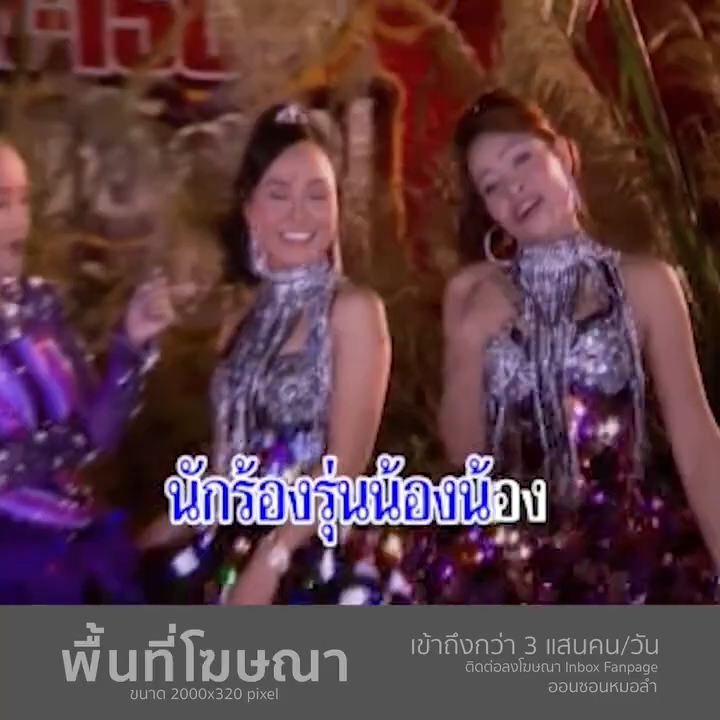 นักร้องรุ่นน้องน้อง
พื้นที่โฆษณา
ขนาด 2000x320 pixel
เข้าถึงกว่า 3 แสนคน/วัน
ติดต่อลงโฆษณา Inbox Fanpage
ออนซอนหมอลำ